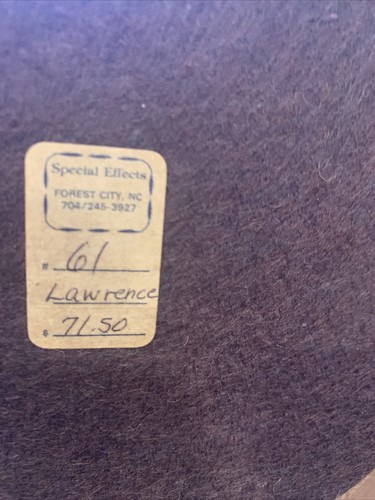 Special Effects
FOREST CITY, NC
704/245-3927
# 61
Lawrence
$ 71.50